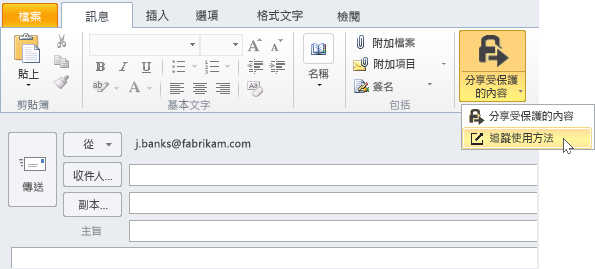 檔案 訊息 插入 選項 格式文字 校閱
貼上
剪貼簿
B I U
A
基本文字
名稱
附加檔案
附加項目
簽名
包括
分享受保護
的內容
分享受保護的內容
追蹤使用方法
傳送
從 j.banks@fabrikam.com
收件人...
副本...
主旨